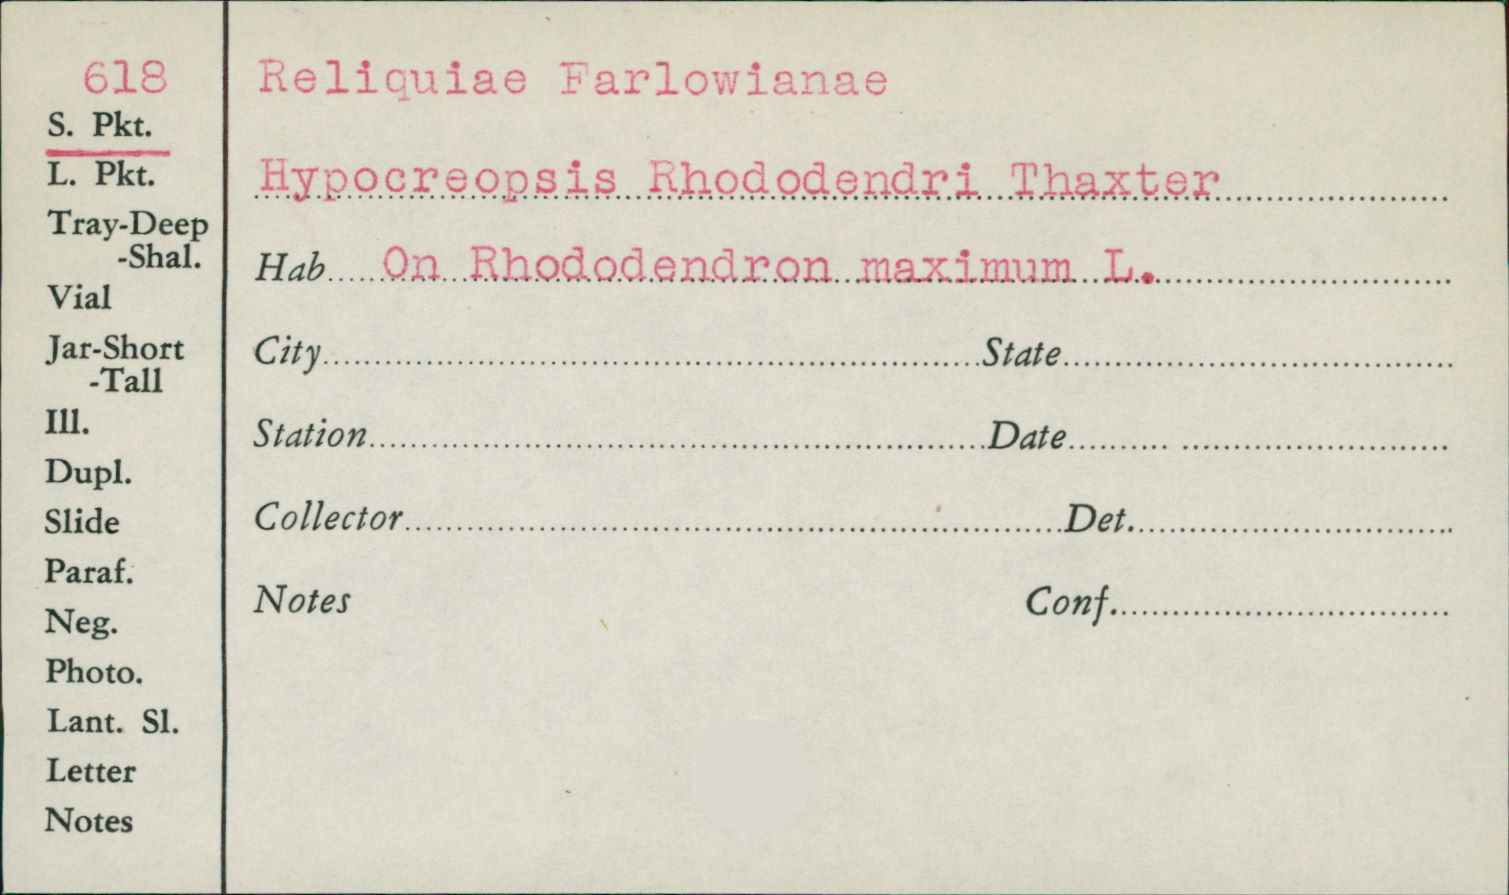 618
S. Pkt.
L. Pkt.
Tray-Deep
-Shal.
Vial
Jar-Short
-Tall
Ill.
Dupl.
Slide
Paraf.
Neg.
Photo.
Lant. Sl.
Letter
Notes
Reliquiae Farlowianae
Hypocreopsis Rhododendri Thaxter
Hab On Rhododendron maximum L.
City State
Station Date
Collector Det.
Notes Conf.